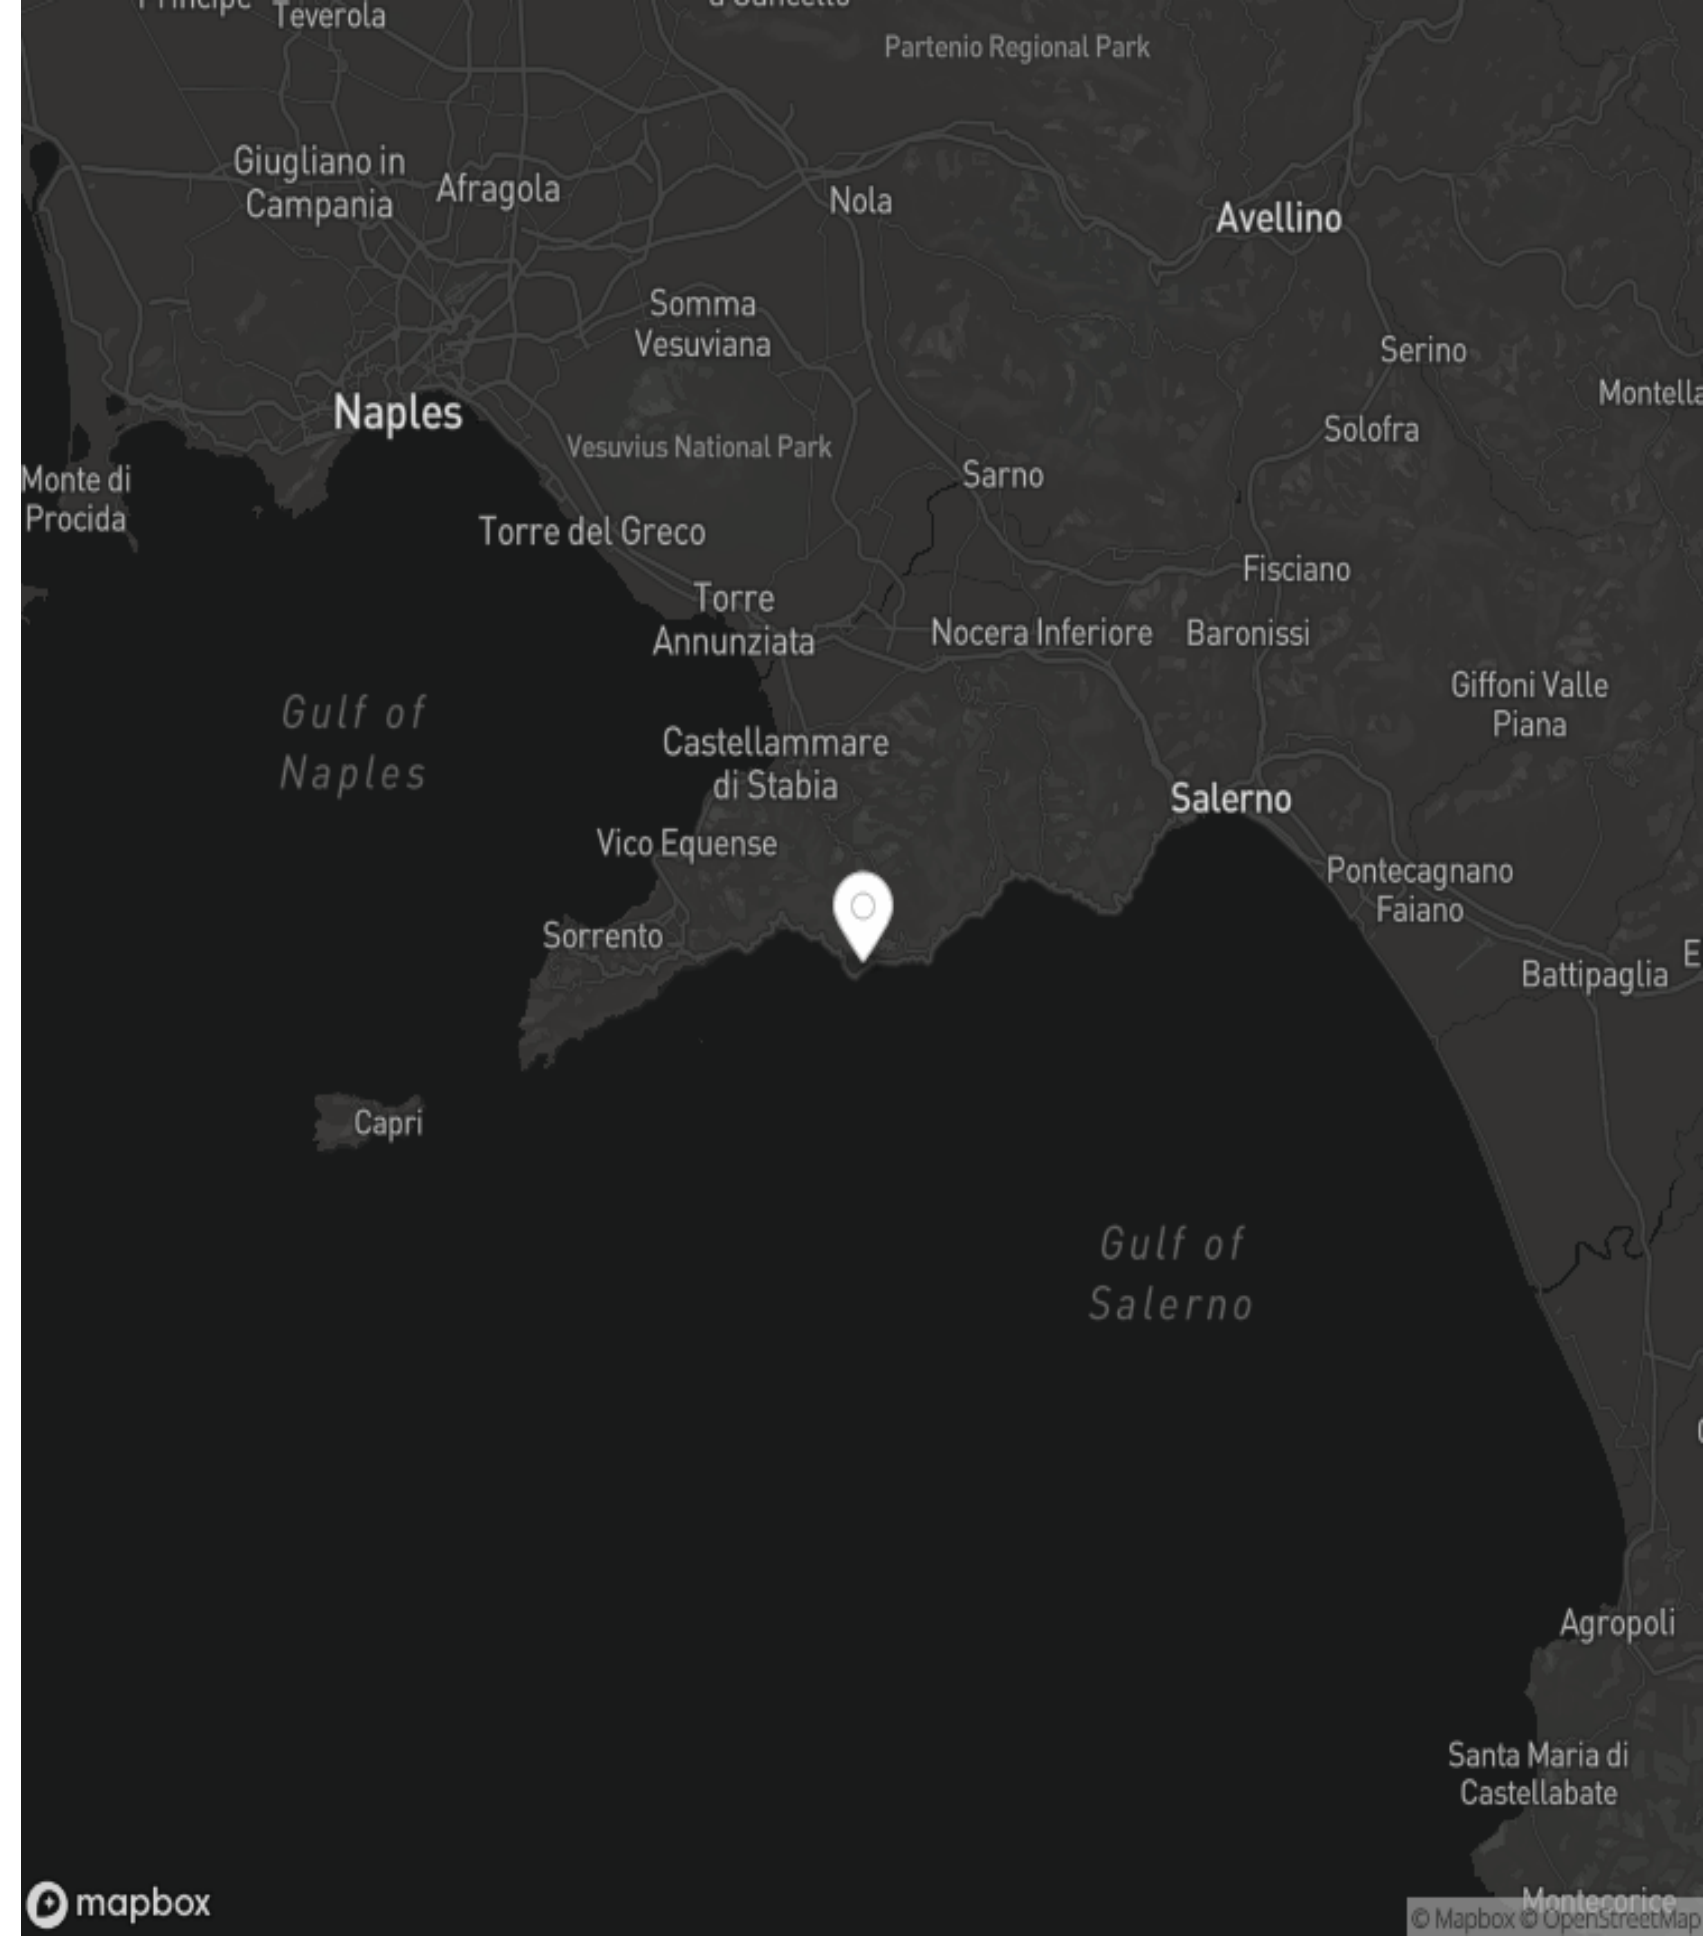 Teverola
Partenio Regional Park
Giugliano in
Campania
Afragola
Nola
Avellino
Somma
Vesuviana
Serino
Montella
Naples
Solofra
Vesuvius National Park
Monte di
Procida
Sarno
Torre del Greco
Fisciano
Torre
Annunziata
Nocera Inferiore
Baronissi
Gulf of
Naples
Giffoni Valle
Piana
Castellammare
di Stabia
Salerno
Vico Equense
Pontecagnano
Faiano
Sorrento
Battipaglia
E
Capri
Gulf of
Salerno
Agropoli
Santa Maria di
Castellabate
Montecorice
mapbox
© Mapbox © OpenStreetMap